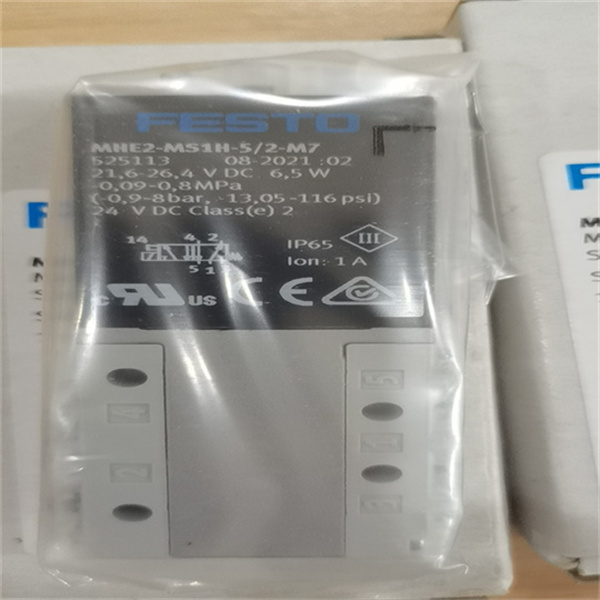 FESTO
MHE2-MS1H-5/2-M7
525113 08-2021 :02
21,6-26,4 V DC 6,5 W
-0,09-0,8MPa
(-0,9-8bar, -13,05-116 psi)
24 V DC Class(e) 2
14 4 2
5 1 3
IP65 III
Ion: 1 A
c RU US CE
4
2
5
1
3
FE